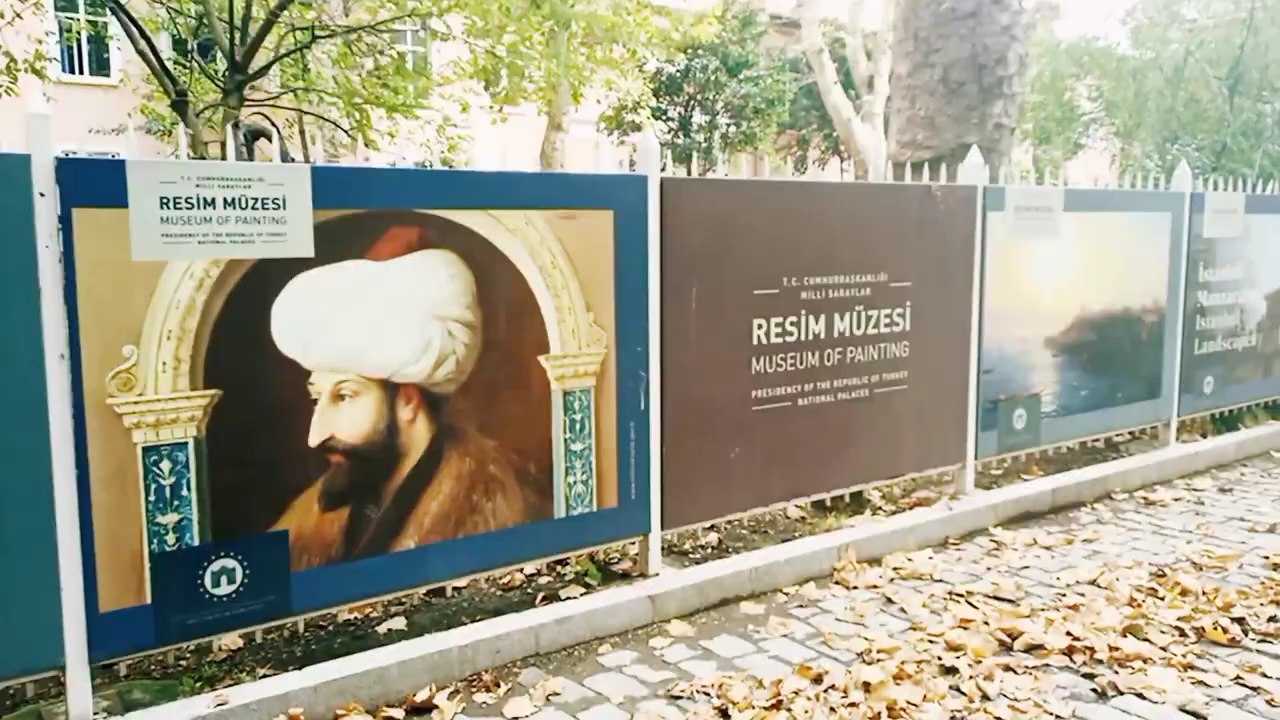 T.C. CUMHURBAŞKANLIĞI
MİLLİ SARAYLAR
RESİM MÜZESİ
MUSEUM OF PAINTING
PRESIDENCY OF THE REPUBLIC OF TURKEY
NATIONAL PALACES
T.C. CUMHURBAŞKANLIĞI
MİLLİ SARAYLAR
RESİM MÜZESİ
MUSEUM OF PAINTING
PRESIDENCY OF THE REPUBLIC OF TURKEY
NATIONAL PALACES
İstanbul
İstanbul
Landscapes